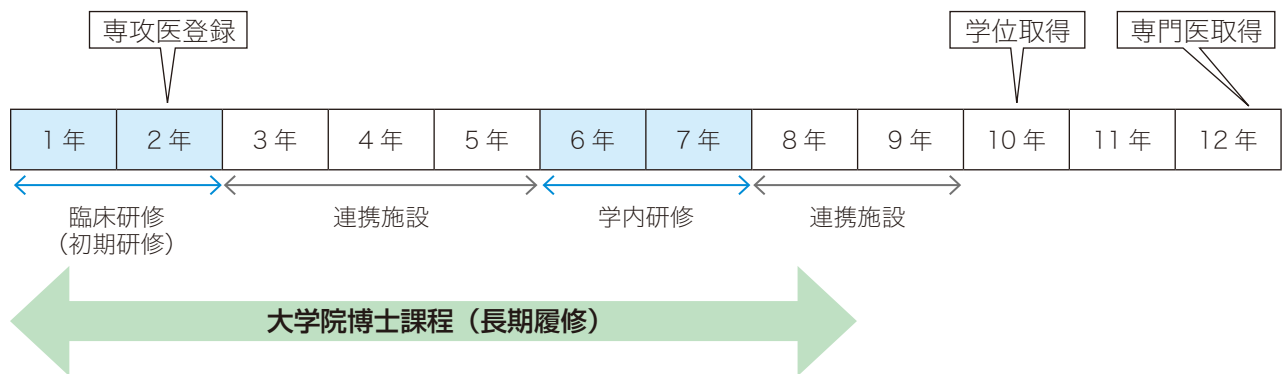 専攻医登録
学位取得
専門医取得
1年 2年 3年 4年 5年 6年 7年 8年 9年 10年 11年 12年
臨床研修
（初期研修）
連携施設
学内研修
連携施設
大学院博士課程（長期履修）